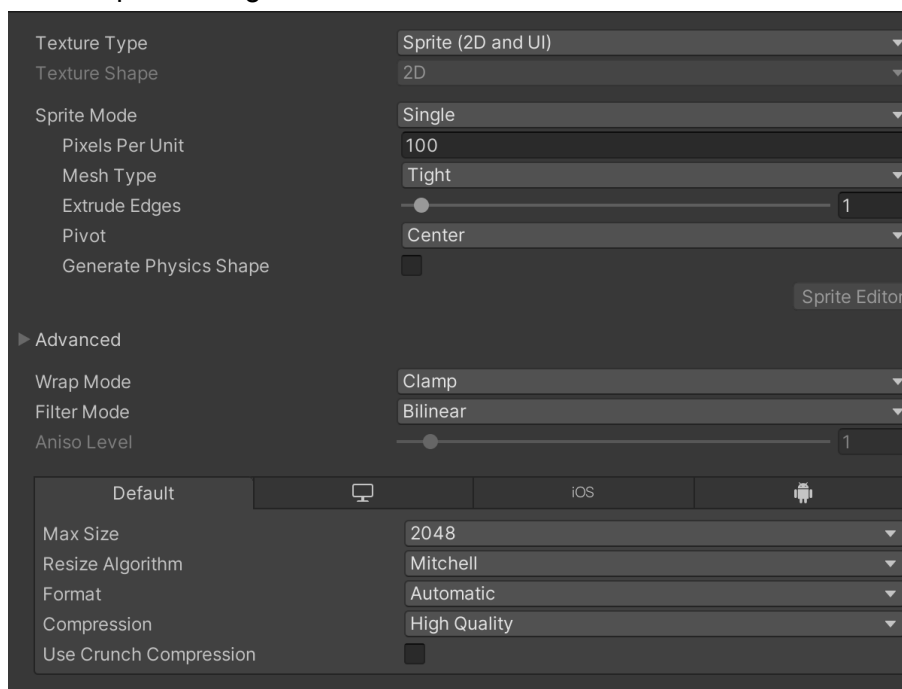 Texture Type Sprite (2D and UI)
Texture Shape 2D
Sprite Mode Single
Pixels Per Unit 100
Mesh Type Tight
Extrude Edges 1
Pivot Center
Generate Physics Shape
Sprite Editor
Advanced
Wrap Mode Clamp
Filter Mode Bilinear
Aniso Level 1
Default iOS
Max Size 2048
Resize Algorithm Mitchell
Format Automatic
Compression High Quality
Use Crunch Compression